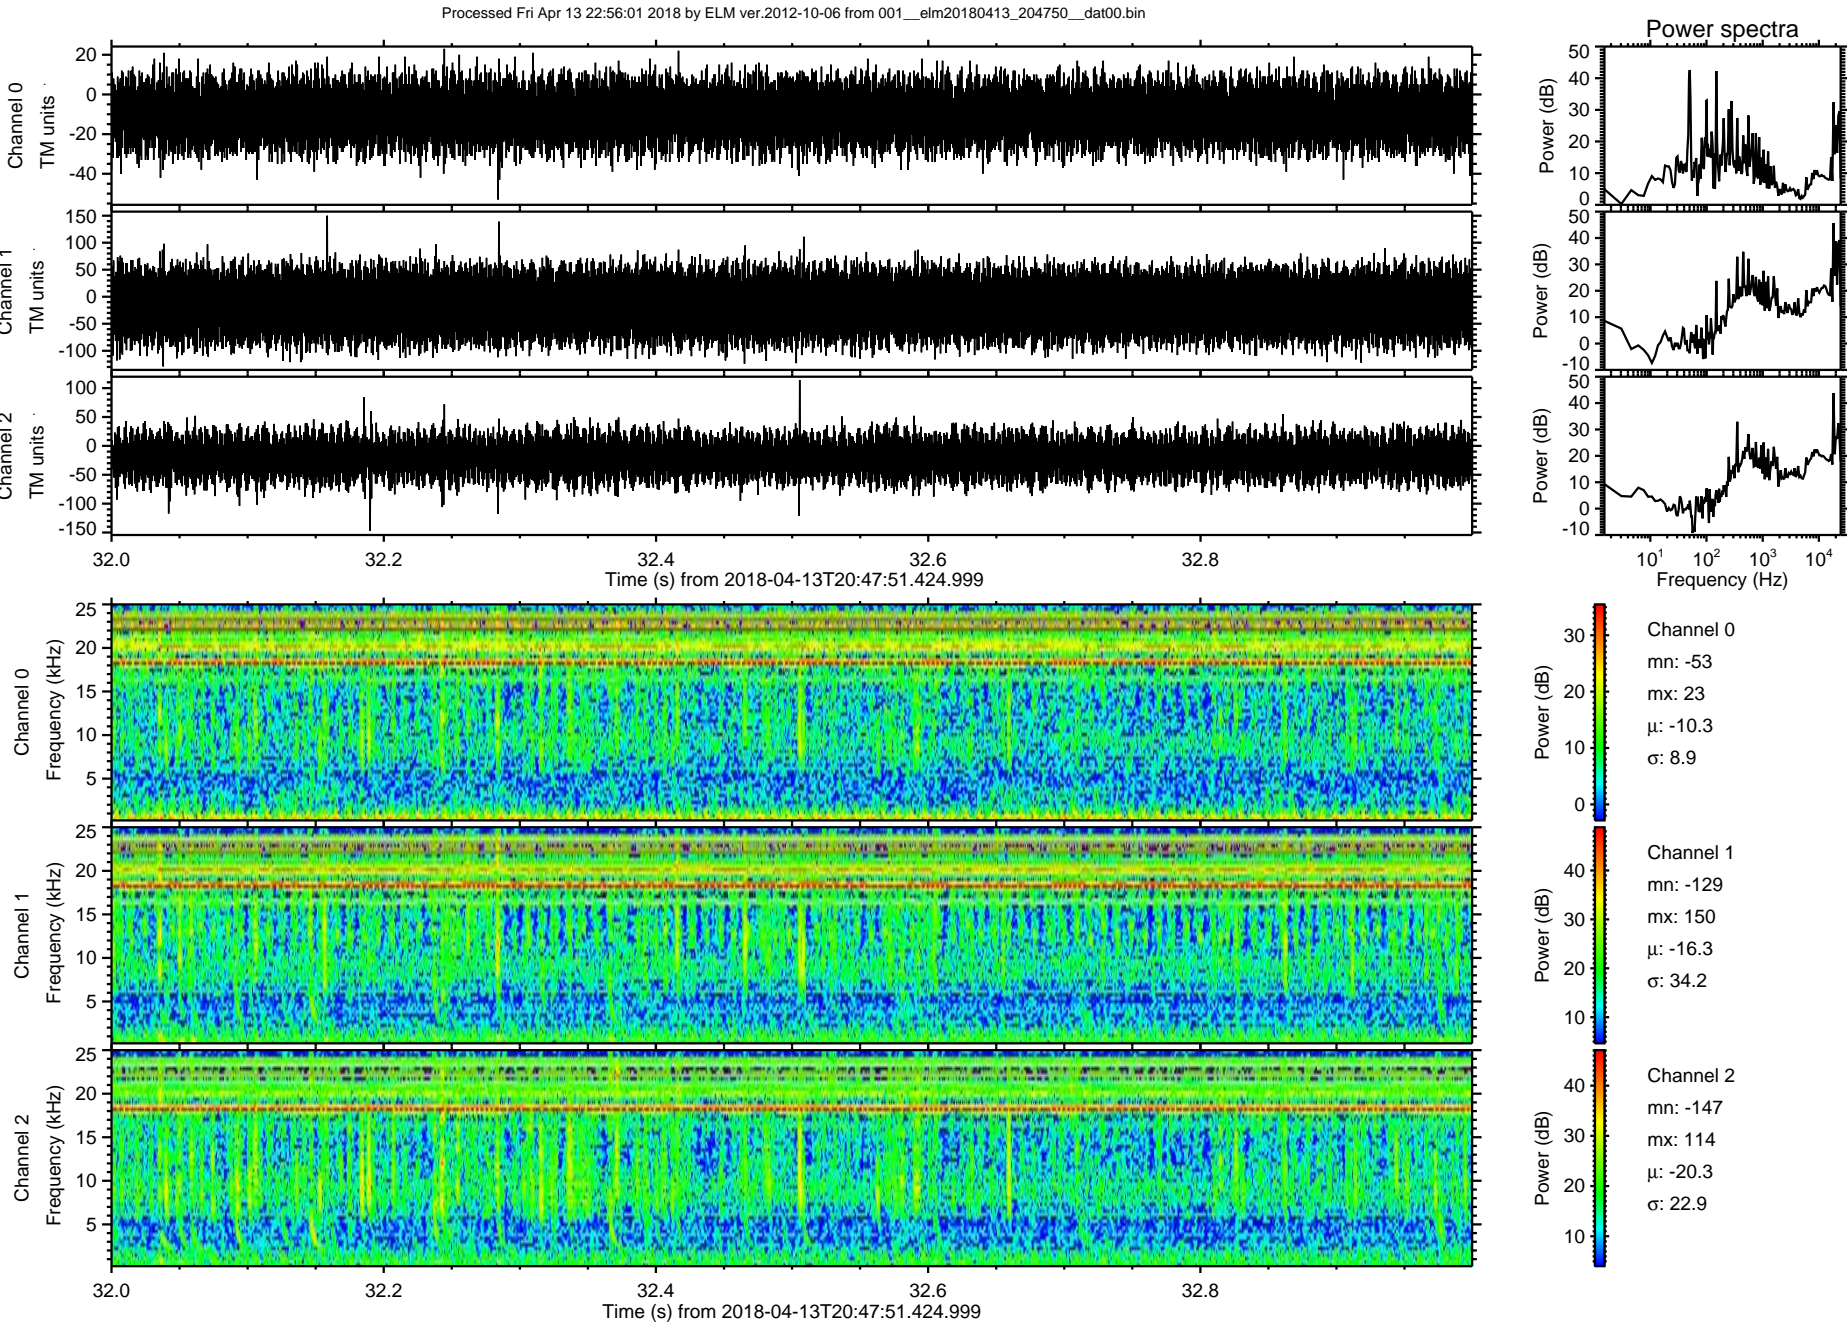 Processed Fri Apr 13 22:56:01 2018 by ELM ver.2012-10-06 from 001__elm20180413_204750__dat00.bin
Power spectra
Channel 0
TM units
20
0
-20
-40
Power (dB)
50
40
30
20
10
0
Channel 1
TM units
150
100
50
0
-50
-100
Power (dB)
50
40
30
20
10
0
-10
Channel 2
TM units
100
50
0
-50
-100
-150
Power (dB)
50
40
30
20
10
0
-10
32.0 32.2 32.4 32.6 32.8
Time (s) from 2018-04-13T20:47:51.424.999
10^1 10^2 10^3 10^4
Frequency (Hz)
Channel 0
Frequency (kHz)
25
20
15
10
5
Power (dB)
30
20
10
0
Channel 0
mn: -53
mx: 23
μ: -10.3
σ: 8.9
Channel 1
Frequency (kHz)
25
20
15
10
5
Power (dB)
40
30
20
10
Channel 1
mn: -129
mx: 150
μ: -16.3
σ: 34.2
Channel 2
Frequency (kHz)
25
20
15
10
5
Power (dB)
40
30
20
10
Channel 2
mn: -147
mx: 114
μ: -20.3
σ: 22.9
32.0 32.2 32.4 32.6 32.8
Time (s) from 2018-04-13T20:47:51.424.999